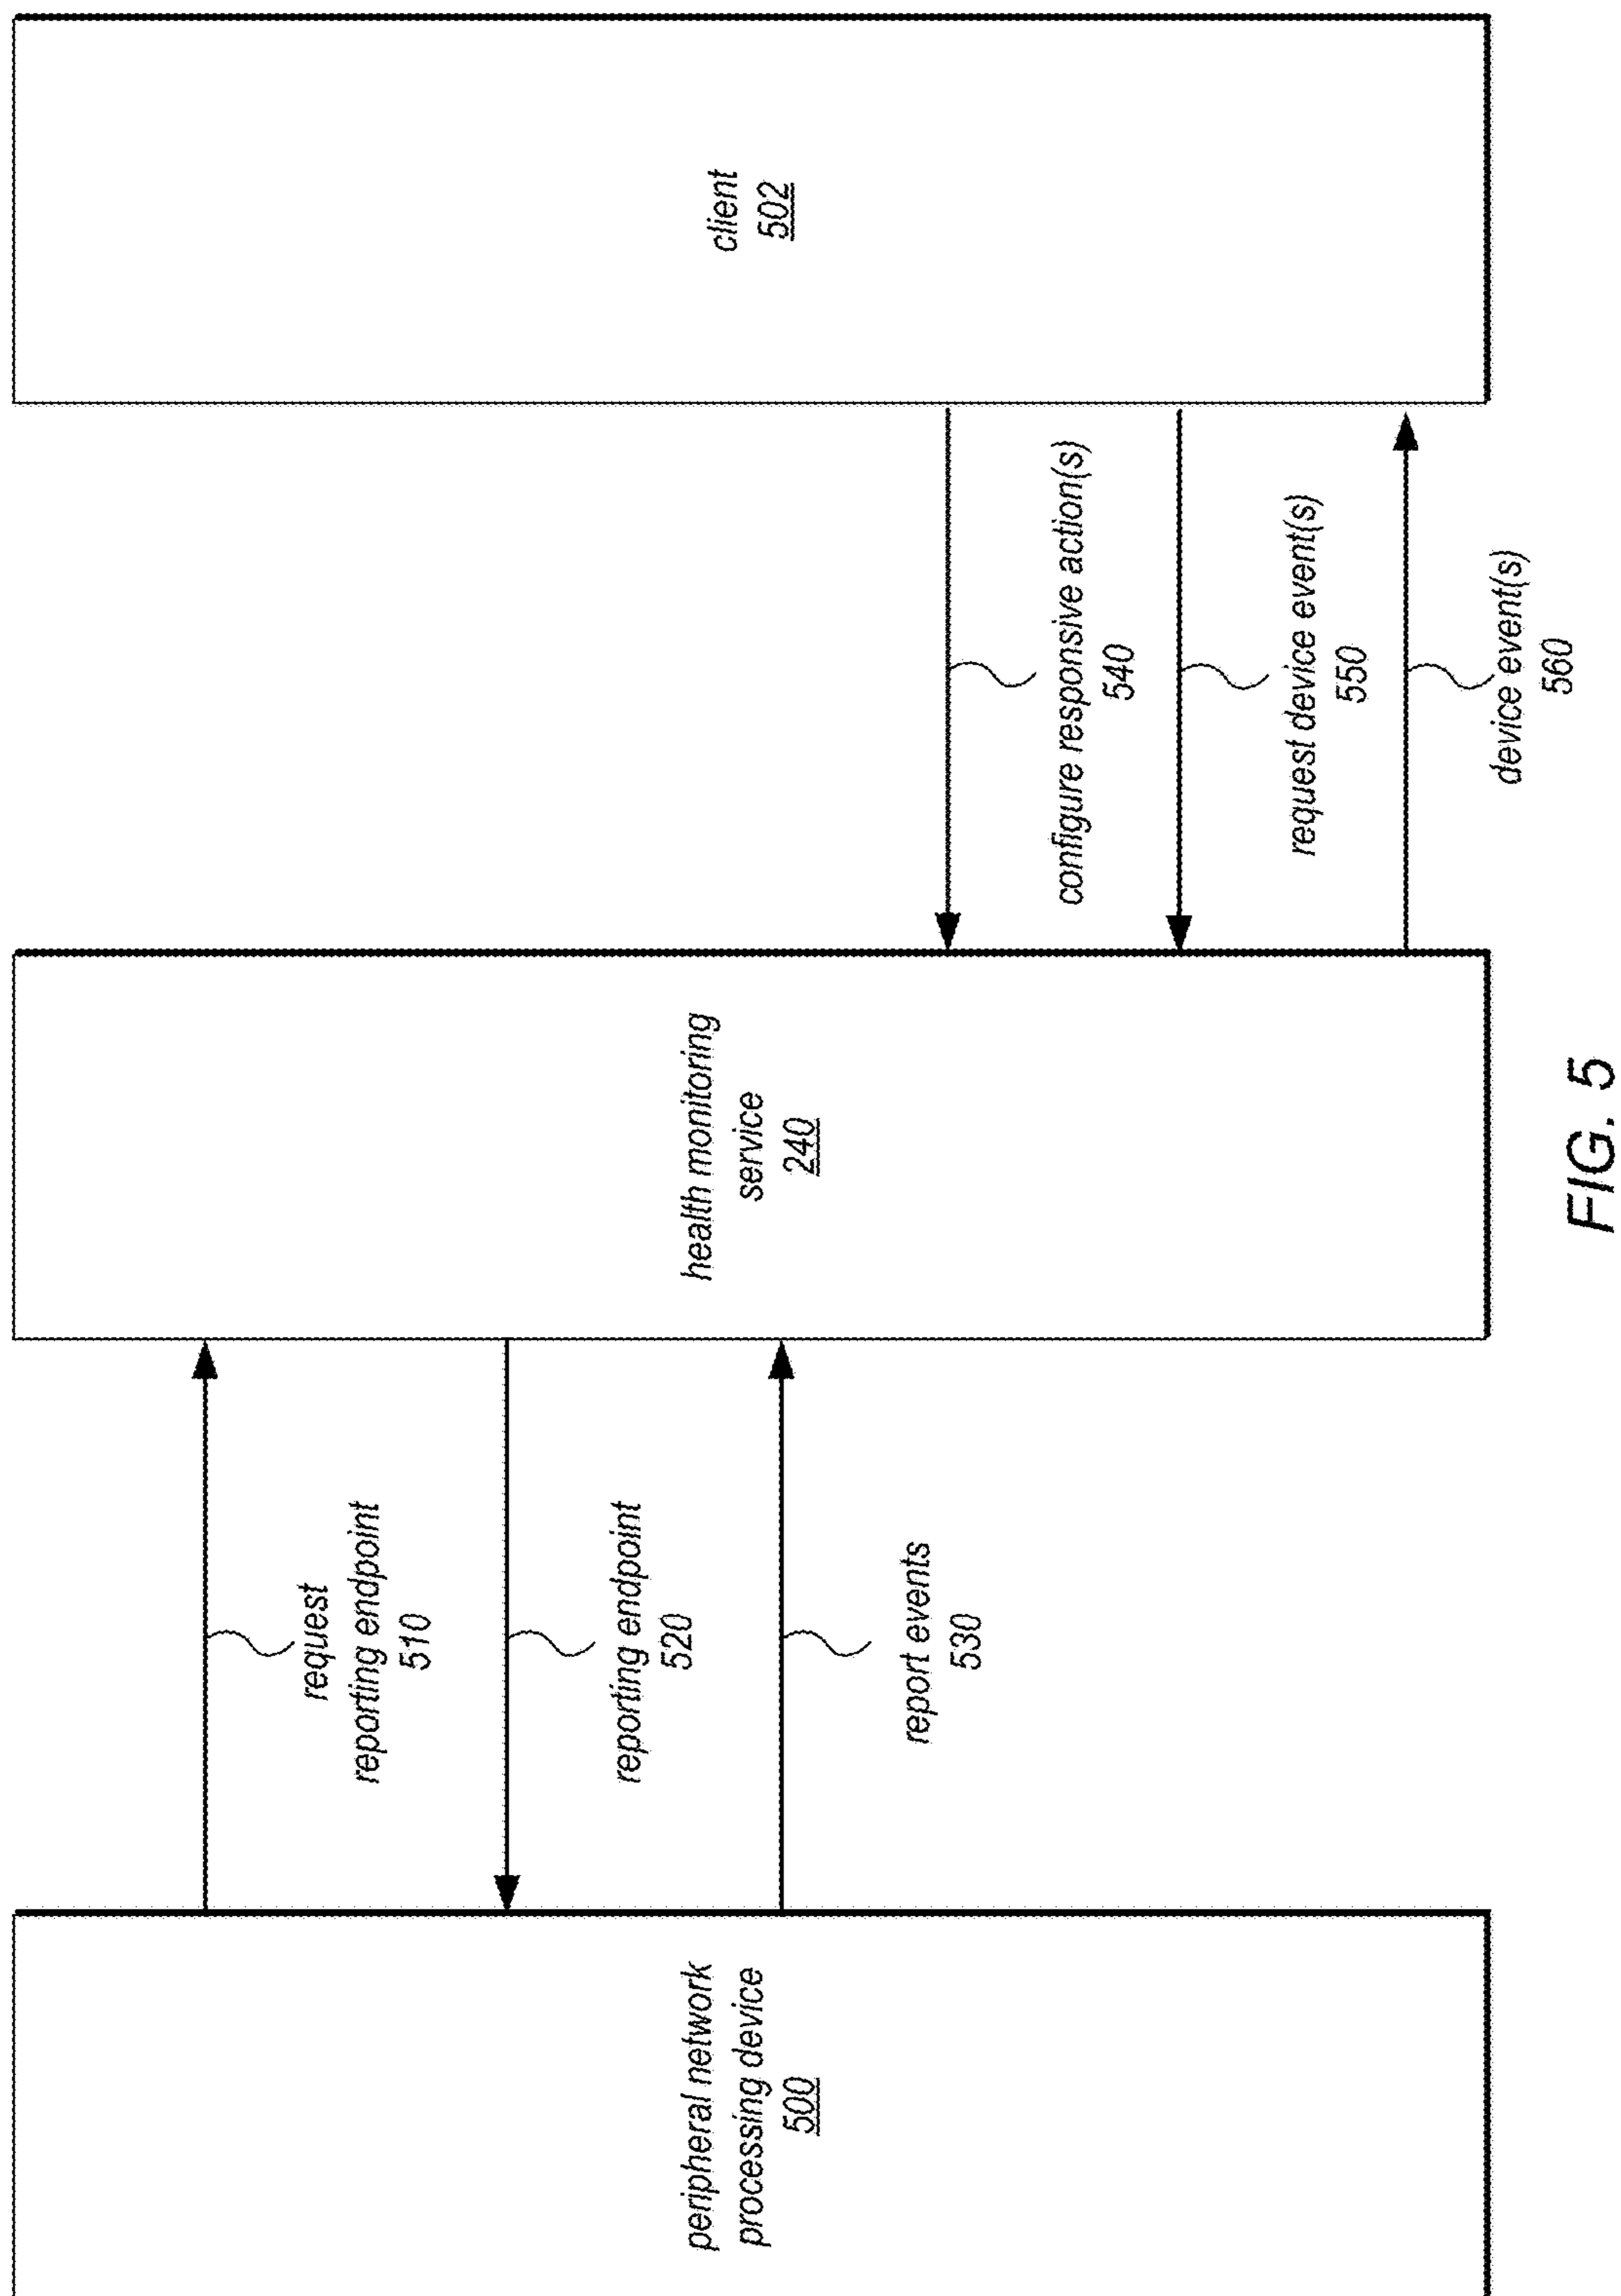 peripheral network
processing device
500
request
reporting endpoint
510
reporting endpoint
520
report events
530
health monitoring
service
240
configure responsive action(s)
540
request device event(s)
550
device event(s)
560
client
502
FIG. 5